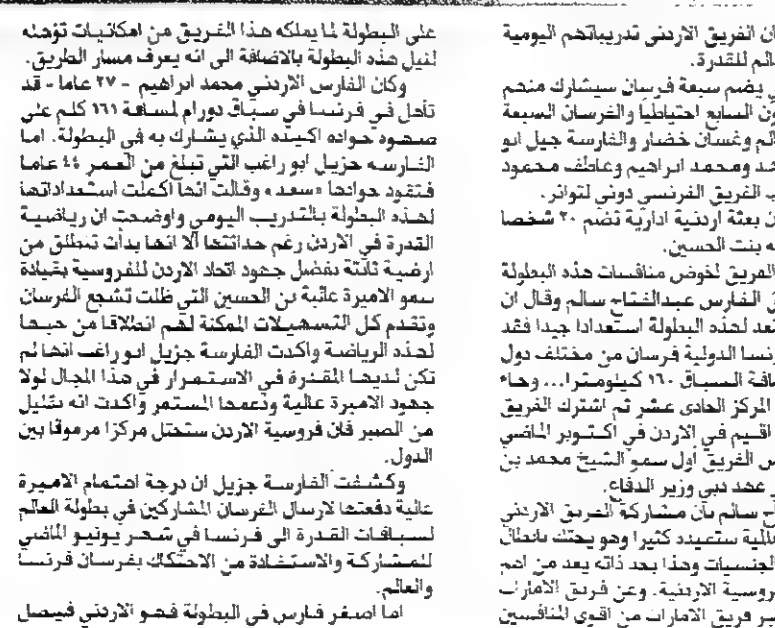 ان الفريق الاردني تدريباتهم اليومية
الم للقدرة.
ي يضم سبعة فرسان سيشارك منهم
ون السابع احتياطيا والفرسان السبعة
الم وغسان خضار والفارسة جيل ابو
شد ومحمد ابراهيم وعاطف محمود
ب الفريق الفرنسي دوني لتواتر.
ن بعثة اردنية ادارية تضم ٢٠ شخصا
يه بنت الحسين.
الفريق لخوض منافسات هذه البطولة
ق الفارس عبدالفتاح سالم وقال ان
عد لهذه البطولة استعدادا جيدا فقد
رنسا الدولية فرسان من مختلف دول
افة السباق ١٦٠ كيلومترا... وجاء
المركز الحادى عشر ثم اشترك الفريق
اقيم في الاردن في اكتوبر الماضي
س الفريق أول سمو الشيخ محمد بن
عهد دبي وزير الدفاع.
ح سالم بأن مشاركة الفريق الاردني
عالمية ستفيده كثيرا وهو يحتك بابطال
الجنسيات وهذا بحد ذاته يعد من اهم
روسية الاردنية. وعن فريق الامارات
بر فريق الامارات من اقوى المنافسين
على البطولة لما يملكه هذا الفريق من امكانيات تؤهله
لنيل هذه البطولة بالاضافة الى انه يعرف مسار الطريق.
وكان الفارس الاردني محمد ابراهيم - ٢٧ عاما - قد
تأهل في فرنسا في سباق دورام لمسافة ١٦١ كلم على
صهوة جواده اكيده الذي يشارك به في البطولة. اما
الفارسه جزيل ابو راغب التي تبلغ من العمر ٤٤ عاما
فتقود جوادها «سعد» وقالت انها اكملت استعداداتها
لهذه البطولة بالتدريب اليومي واوضحت ان رياضية
القدرة في الاردن رغم حداثتها الا انها بدأت تنطلق من
ارضية ثابتة بفضل جهود اتحاد الاردن للفروسية بقيادة
سمو الاميرة عالية بن الحسين التي ظلت تشجع الفرسان
وتقدم كل التسهيلات الممكنة لهم انطلاقا من حبها
لهذه الرياضة واكدت الفارسة جزيل ابو راغب انها لم
تكن لديها المقدرة في الاستمرار في هذا المجال لولا
جهود الاميرة عالية ودعمها المستمر واكدت انه بقليل
من الصبر فان فروسية الاردن ستحتل مركزا مرموقا بين
الدول.
وكشفت الفارسة جزيل ان درجة اهتمام الاميرة
عالية دفعتها لارسال الفرسان المشاركين في بطولة العالم
لسباقات القدرة الى فرنسا في شهر يونيو الماضي
للمشاركة والاستفادة من الاحتكاك بفرسان فرنسا
والعالم.
اما اصغر فارس في البطولة فهو الاردني فيصل